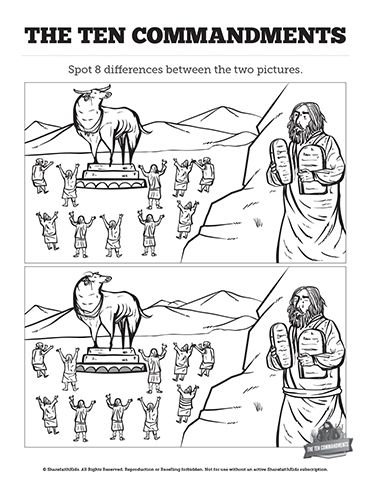 THE TEN COMMANDMENTS
Spot 8 differences between the two pictures.
THE TEN COMMANDMENTS
© ShareFaithKids. All Rights Reserved. Reproduction or Reselling forbidden. Not for use without an active ShareFaithKids subscription.